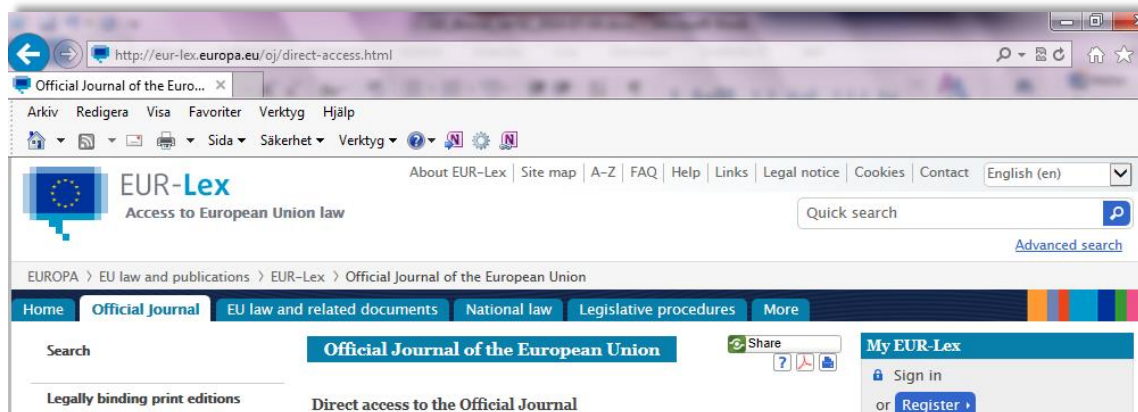 http://eur-lex.europa.eu/oj/direct-access.html
Official Journal of the Euro...
Arkiv Redigera Visa Favoriter Verktyg Hjälp
Sida Säkerhet Verktyg
About EUR-Lex | Site map | A-Z | FAQ | Help | Links | Legal notice | Cookies | Contact English (en)
EUR-Lex
Access to European Union law
Quick search
Advanced search
EUROPA > EU law and publications > EUR-Lex > Official Journal of the European Union
Home Official Journal EU law and related documents National law Legislative procedures More
Search
Official Journal of the European Union
Share
My EUR-Lex
Sign in
Legally binding print editions
Direct access to the Official Journal
or Register